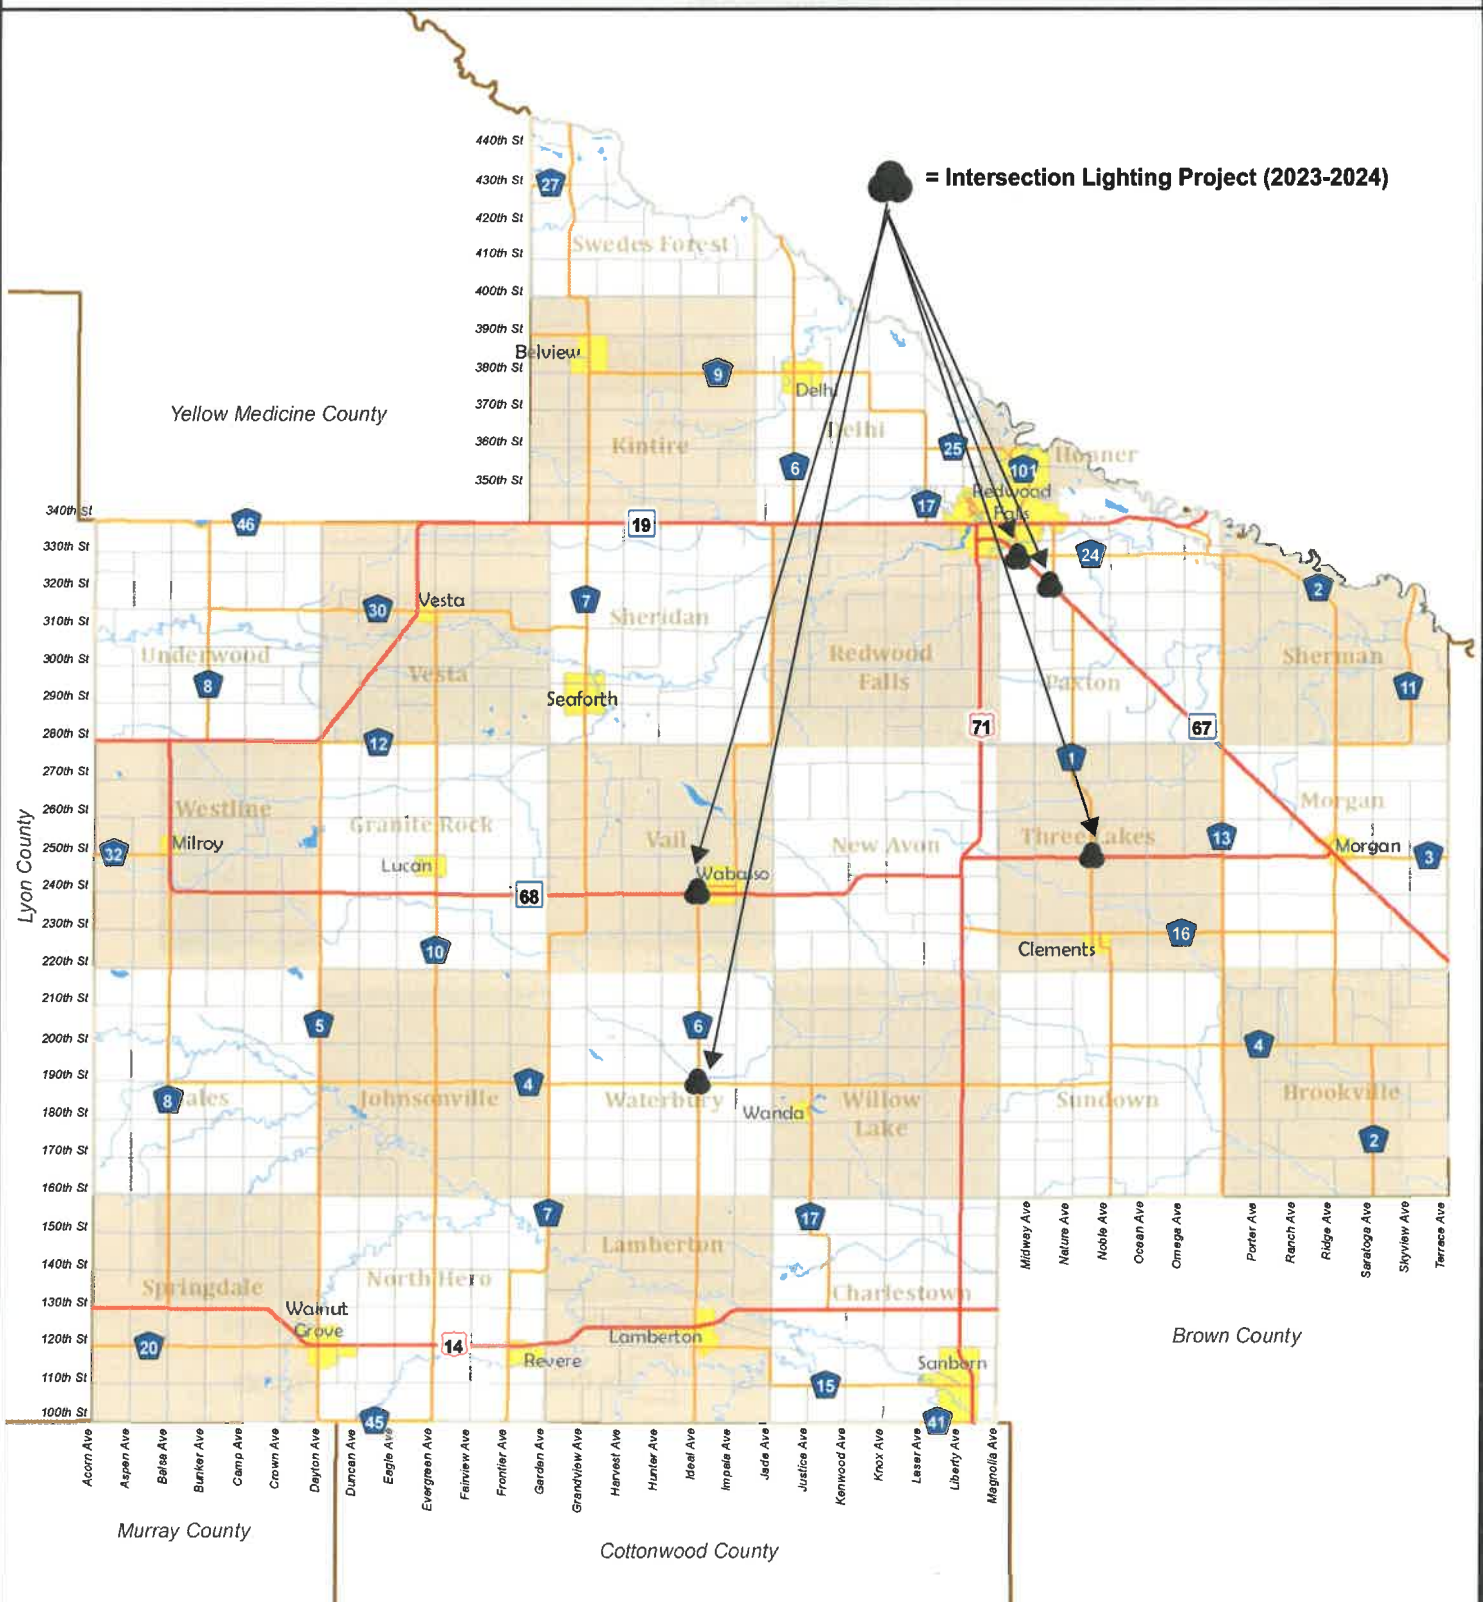 440th St
430th St
27
= Intersection Lighting Project (2023-2024)
420th St
Swedes Forest
410th St
400th St
390th St
Belview
380th St
9
Delhi
370th St
Yellow Medicine County
Delhi
360th St
Kintire
25
Honner
6
101
350th St
17
Redwood
Falls
340th St
46
19
330th St
24
320th St
30
Vesta
7
2
310th St
Sheridan
300th St
Underwood
Redwood
Falls
Sherman
8
Vesta
Paxton
11
290th St
Seaforth
280th St
71
67
12
1
270th St
260th St
Westline
Granite Rock
Morgan
250th St
32
Milroy
Vail
New Avon
Three Lakes
13
Morgan
3
Lyon County
Lucan
Wabasso
240th St
68
230th St
10
Clements
16
220th St
210th St
5
6
200th St
4
190th St
4
8
ales
Johnsonville
Waterbury
Willow
Lake
Sundown
Brookville
180th St
Wanda
2
170th St
160th St
7
17
150th St
Lamberton
140th St
Springdale
North Hero
Charlestown
130th St
Walnut
Grove
120th St
20
14
Lamberton
Revere
Sanborn
110th St
15
100th St
45
41
Midway Ave
Nature Ave
Noble Ave
Ocean Ave
Omega Ave
Porter Ave
Ranch Ave
Ridge Ave
Saratoga Ave
Skyview Ave
Terrace Ave
Brown County
Acorn Ave
Aspen Ave
Balsa Ave
Bunker Ave
Camp Ave
Crown Ave
Dayton Ave
Duncan Ave
Eagle Ave
Evergreen Ave
Fairview Ave
Frontier Ave
Garden Ave
Grandview Ave
Harvest Ave
Hunter Ave
Ideal Ave
Impala Ave
Jade Ave
Justice Ave
Kenwood Ave
Knox Ave
Laser Ave
Liberty Ave
Magnolia Ave
Murray County
Cottonwood County